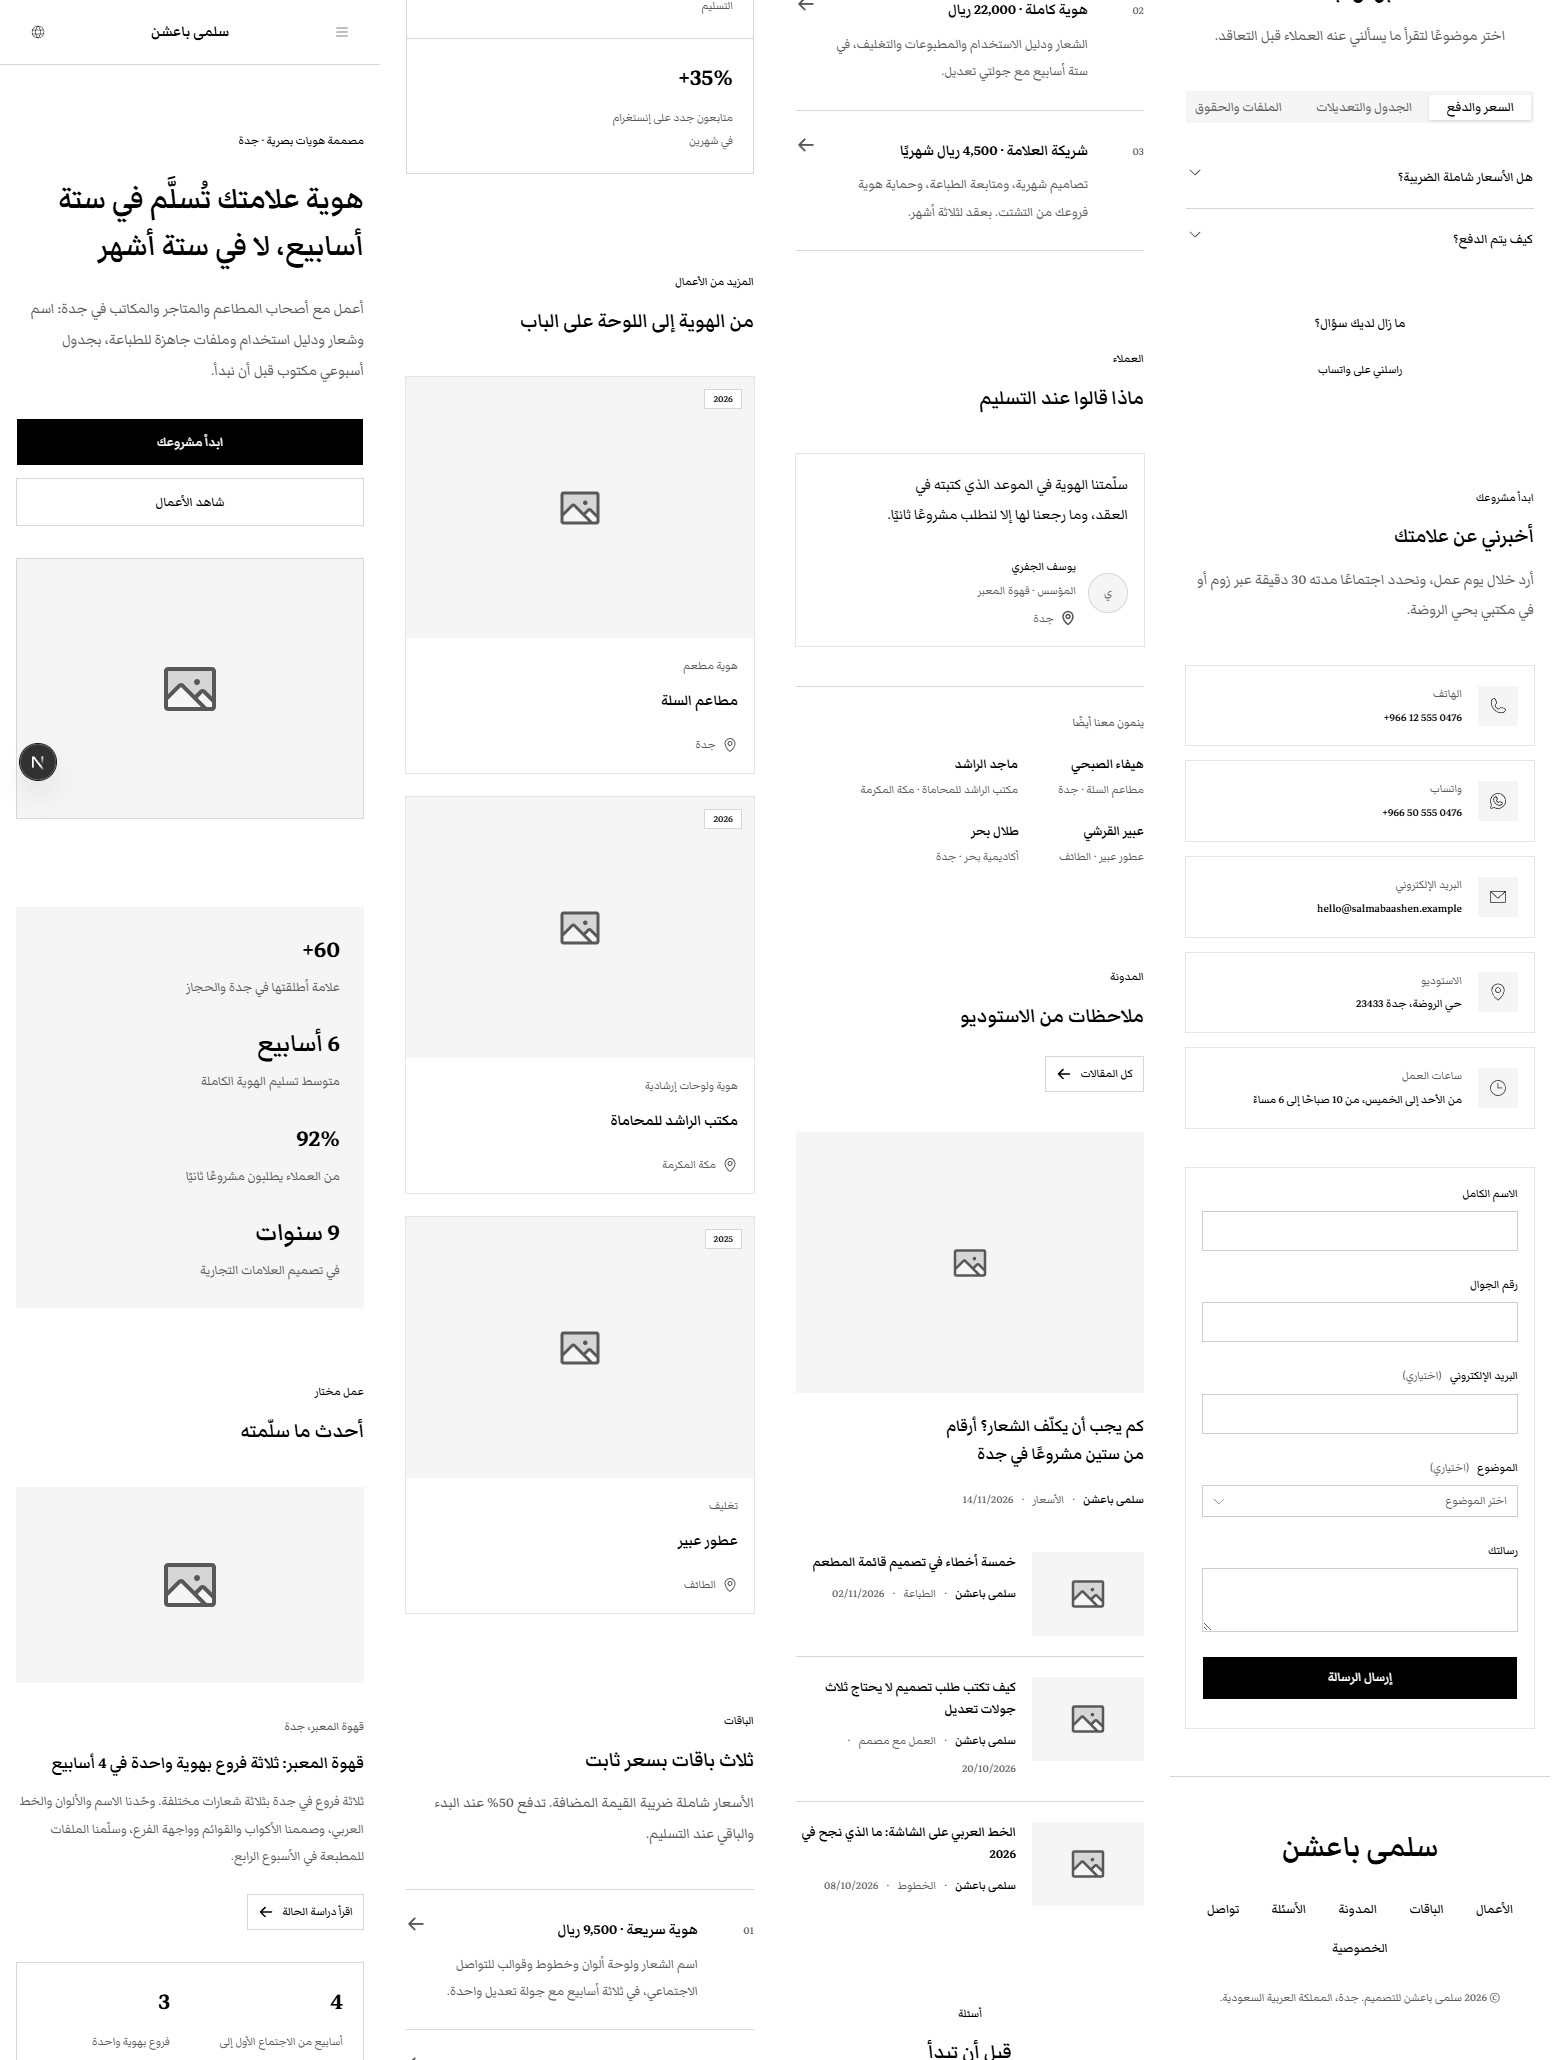 سلمى باعشن
مصممة هويات بصرية · جدة
هوية علامتك تُسلَّم في ستة
أسابيع، لا في ستة أشهر
أعمل مع أصحاب المطاعم والمتاجر والمكاتب في جدة: اسم
وشعار ودليل استخدام وملفات جاهزة للطباعة، بجدول
أسبوعي مكتوب قبل أن نبدأ.
ابدأ مشروعك
شاهد الأعمال
N
+60
علامة أطلقتها في جدة والحجاز
6 أسابيع
متوسط تسليم الهوية الكاملة
92%
من العملاء يطلبون مشروعًا ثانيًا
9 سنوات
في تصميم العلامات التجارية
عمل مختار
أحدث ما سلّمته
قهوة المعبر، جدة
قهوة المعبر: ثلاثة فروع بهوية واحدة في 4 أسابيع
ثلاثة فروع في جدة بثلاثة شعارات مختلفة. وحّدنا الاسم والألوان والخط
العربي، وصممنا الأكواب والقوائم وواجهة الفرع، وسلّمنا الملفات
للمطبعة في الأسبوع الرابع.
اقرأ دراسة الحالة
4
أسابيع من الاجتماع الأول إلى
3
فروع بهوية واحدة
التسليم
+35%
متابعون جدد على إنستغرام
في شهرين
المزيد من الأعمال
من الهوية إلى اللوحة على الباب
2026
هوية مطعم
مطاعم السلة
جدة
2026
هوية ولوحات إرشادية
مكتب الراشد للمحاماة
مكة المكرمة
2025
تغليف
عطور عبير
الطائف
الباقات
ثلاث باقات بسعر ثابت
الأسعار شاملة ضريبة القيمة المضافة. تدفع 50% عند البدء
والباقي عند التسليم.
01
هوية سريعة · 9,500 ريال
اسم الشعار ولوحة ألوان وخطوط وقوالب للتواصل
الاجتماعي، في ثلاثة أسابيع مع جولة تعديل واحدة.
02
هوية كاملة · 22,000 ريال
الشعار ودليل الاستخدام والمطبوعات والتغليف، في
ستة أسابيع مع جولتي تعديل.
03
شريكة العلامة · 4,500 ريال شهريًا
تصاميم شهرية، ومتابعة الطباعة، وحماية هوية
فروعك من التشتت. بعقد لثلاثة أشهر.
العملاء
ماذا قالوا عند التسليم
سلّمتنا الهوية في الموعد الذي كتبته في
العقد، وما رجعنا لها إلا لنطلب مشروعًا ثانيًا.
ي
يوسف الجفري
المؤسس · قهوة المعبر
جدة
ينمون معنا أيضًا
هيفاء الصبحي
مطاعم السلة · جدة
ماجد الراشد
مكتب الراشد للمحاماة · مكة المكرمة
عبير القرشي
عطور عبير · الطائف
طلال بحر
أكاديمية بحر · جدة
المدونة
ملاحظات من الاستوديو
كل المقالات
كم يجب أن يكلّف الشعار؟ أرقام
من ستين مشروعًا في جدة
سلمى باعشن · الأسعار · 14/11/2026
خمسة أخطاء في تصميم قائمة المطعم
سلمى باعشن · الطباعة · 02/11/2026
كيف تكتب طلب تصميم لا يحتاج ثلاث
جولات تعديل
سلمى باعشن · العمل مع مصمم ·
20/10/2026
الخط العربي على الشاشة: ما الذي نجح في
2026
سلمى باعشن · الخطوط · 08/10/2026
أسئلة
قبل أن تبدأ
اختر موضوعًا لتقرأ ما يسألني عنه العملاء قبل التعاقد.
السعر والدفع
الجدول والتعديلات
الملفات والحقوق
هل الأسعار شاملة الضريبة؟
كيف يتم الدفع؟
ما زال لديك سؤال؟
راسلني على واتساب
ابدأ مشروعك
أخبرني عن علامتك
أرد خلال يوم عمل، ونحدد اجتماعًا مدته 30 دقيقة عبر زوم أو
في مكتبي بحي الروضة.
الهاتف
+966 12 555 0476
واتساب
+966 50 555 0476
البريد الإلكتروني
hello@salmabaashen.example
الاستوديو
حي الروضة، جدة 23433
ساعات العمل
من الأحد إلى الخميس، من 10 صباحًا إلى 6 مساءً
الاسم الكامل
رقم الجوال
البريد الإلكتروني (اختياري)
الموضوع (اختياري)
اختر الموضوع
رسالتك
إرسال الرسالة
سلمى باعشن
الأعمال
الباقات
المدونة
الأسئلة
تواصل
الخصوصية
© 2026 سلمى باعشن للتصميم. جدة، المملكة العربية السعودية.